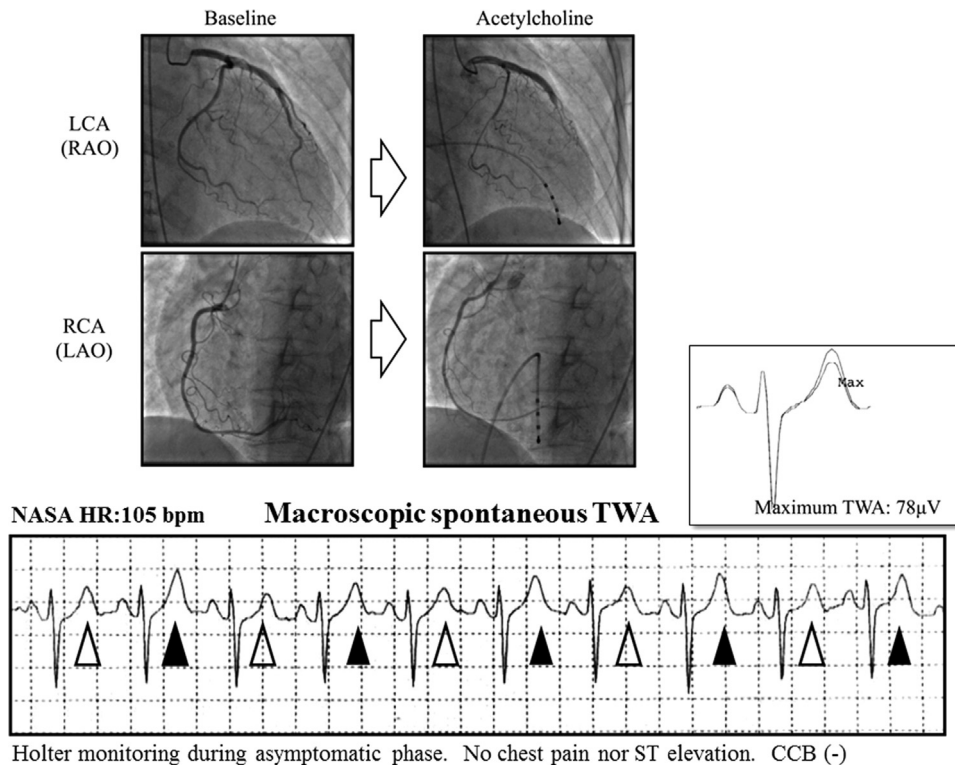 Baseline
Acetylcholine
LCA
(RAO)
RCA
(LAO)
Max
Maximum TWA: 78μV
NASA HR:105 bpm
Macroscopic spontaneous TWA
Holter monitoring during asymptomatic phase. No chest pain nor ST elevation. CCB (-)